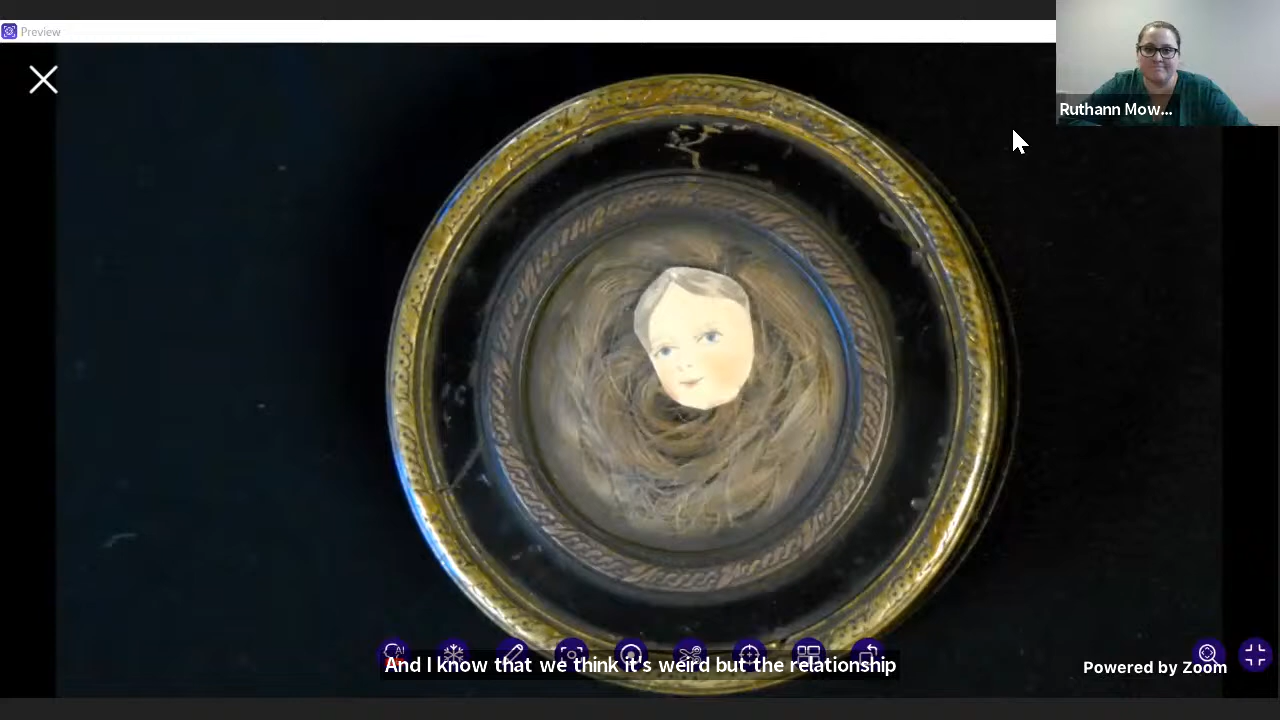 Preview
Ruthann Mow...
And I know that we think it's weird but the relationship
Powered by Zoom